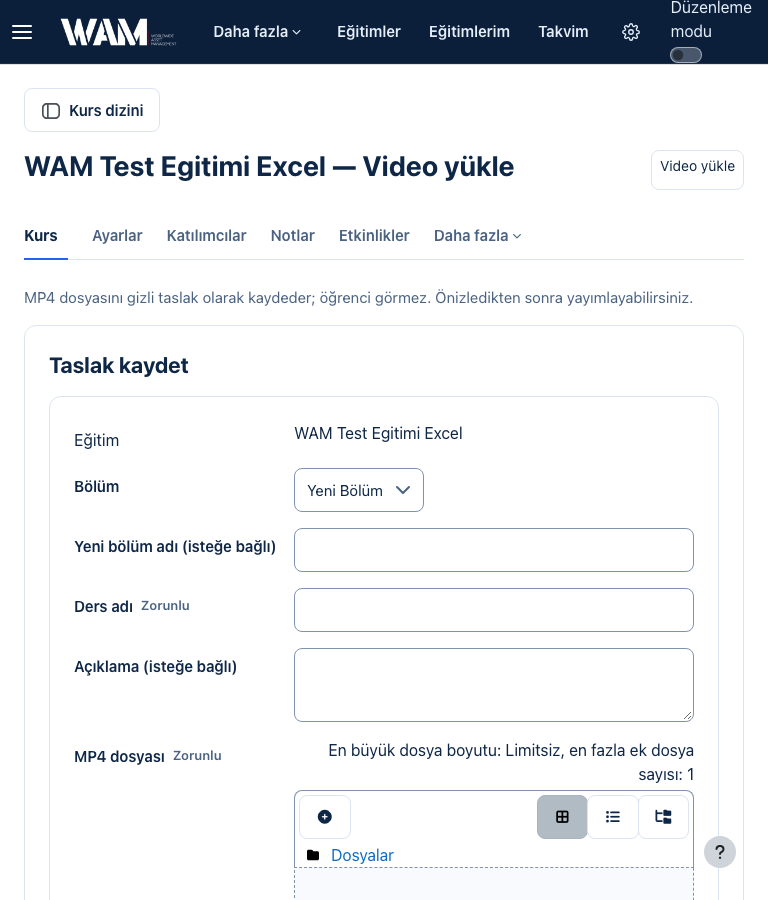 WAM WORLDWIDE ASSET MANAGEMENT
Daha fazla
Eğitimler
Eğitimlerim
Takvim
Düzenleme modu
Kurs dizini
WAM Test Egitimi Excel — Video yükle
Video yükle
Kurs
Ayarlar
Katılımcılar
Notlar
Etkinlikler
Daha fazla
MP4 dosyasını gizli taslak olarak kaydeder; öğrenci görmez. Önizledikten sonra yayımlayabilirsiniz.
Taslak kaydet
Eğitim
WAM Test Egitimi Excel
Bölüm
Yeni Bölüm
Yeni bölüm adı (isteğe bağlı)
Ders adı Zorunlu
Açıklama (isteğe bağlı)
MP4 dosyası Zorunlu
En büyük dosya boyutu: Limitsiz, en fazla ek dosya
sayısı: 1
Dosyalar
?